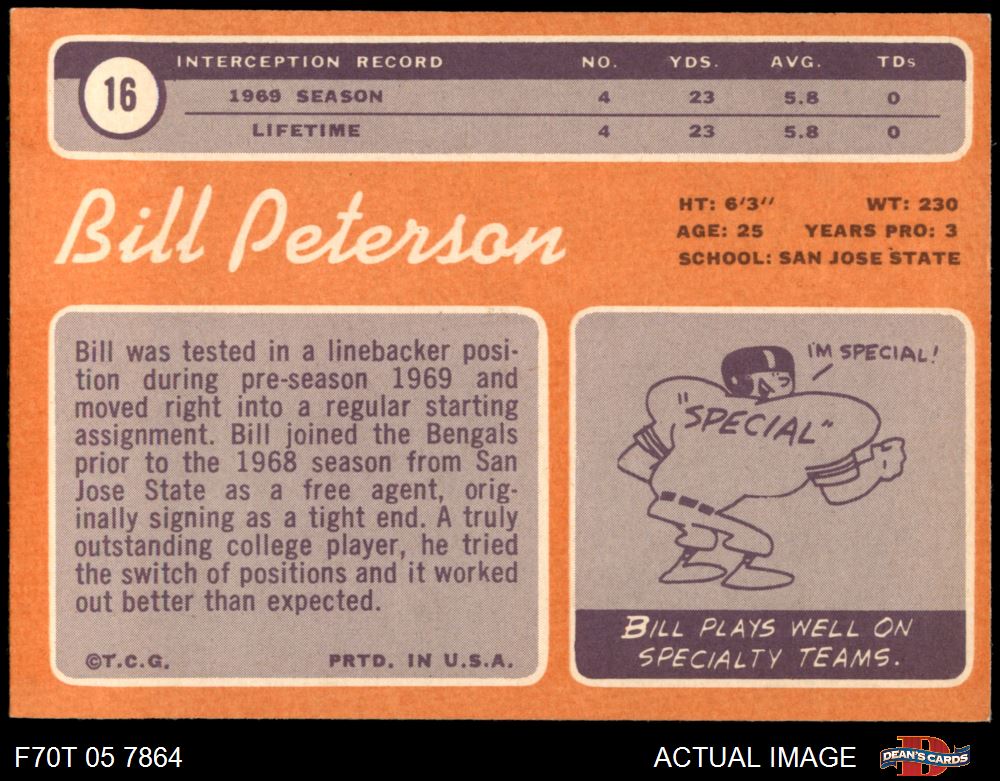 16
INTERCEPTION RECORD NO. YDS. AVG. TDs
1969 SEASON 4 23 5.8 0
LIFETIME 4 23 5.8 0
Bill Peterson
HT: 6'3" WT: 230
AGE: 25 YEARS PRO: 3
SCHOOL: SAN JOSE STATE
Bill was tested in a linebacker posi-
tion during pre-season 1969 and
moved right into a regular starting
assignment. Bill joined the Bengals
prior to the 1968 season from San
Jose State as a free agent, orig-
inally signing as a tight end. A truly
outstanding college player, he tried
the switch of positions and it worked
out better than expected.
©T.C.G. PRTD. IN U.S.A.
I'M SPECIAL!
"SPECIAL"
BILL PLAYS WELL ON
SPECIALTY TEAMS.
F70T 05 7864 ACTUAL IMAGE
D
DEAN'S CARDS